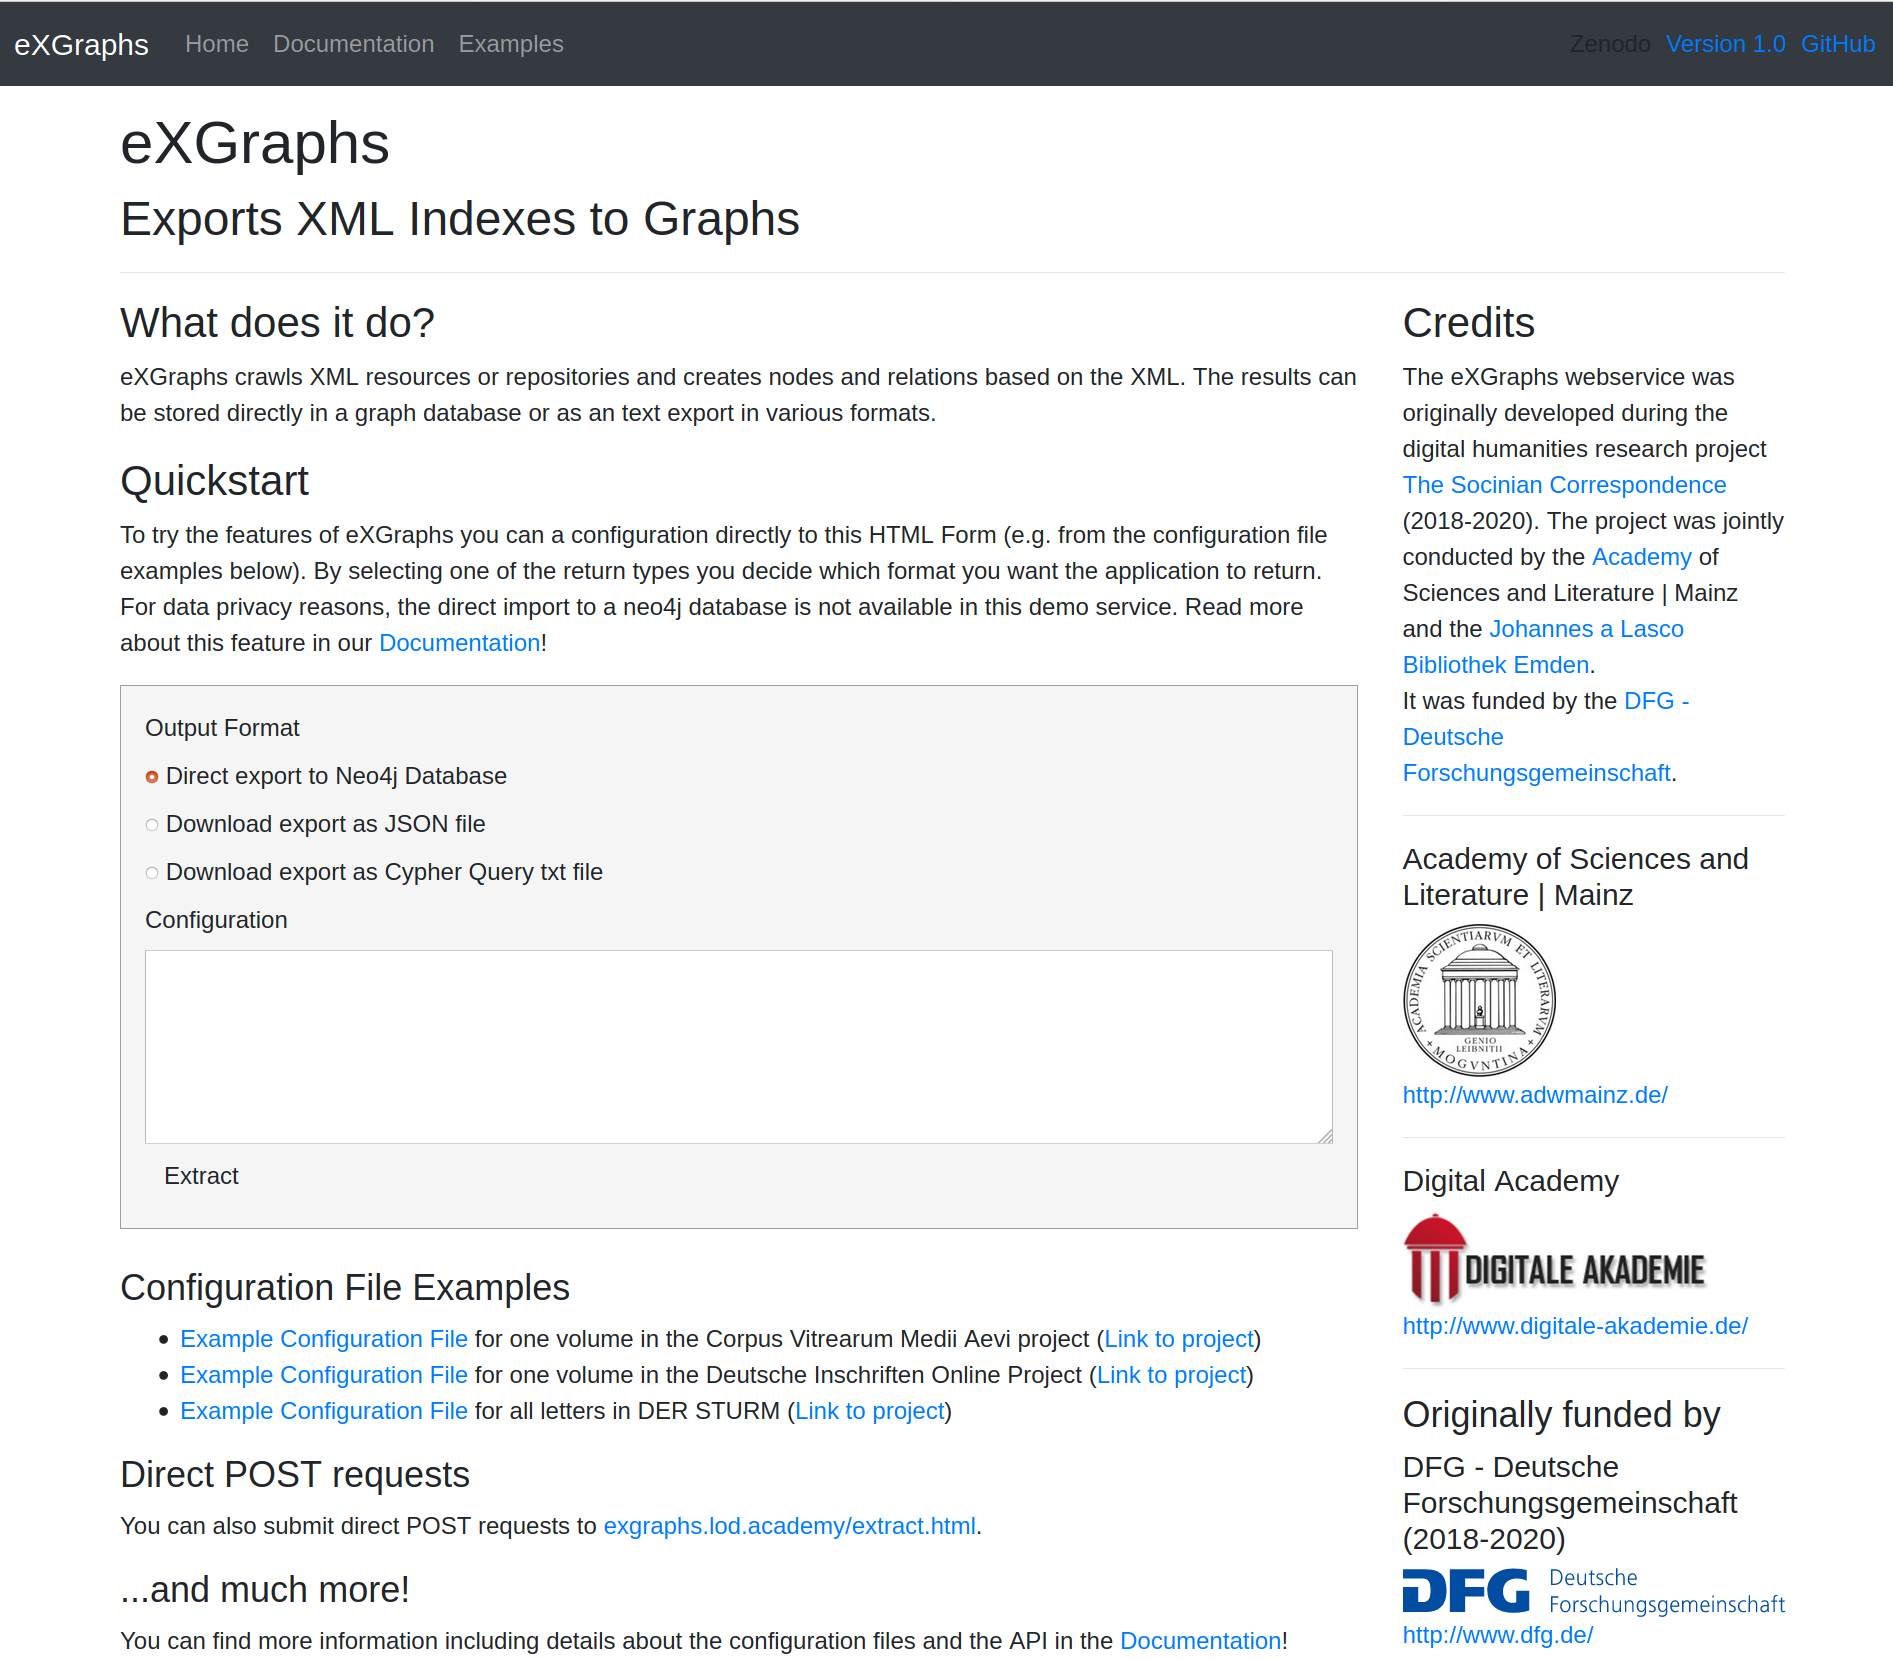 eXGraphs Home Documentation Examples Zenodo Version 1.0 GitHub
eXGraphs
Exports XML Indexes to Graphs
What does it do?
eXGraphs crawls XML resources or repositories and creates nodes and relations based on the XML. The results can
be stored directly in a graph database or as an text export in various formats.
Quickstart
To try the features of eXGraphs you can a configuration directly to this HTML Form (e.g. from the configuration file
examples below). By selecting one of the return types you decide which format you want the application to return.
For data privacy reasons, the direct import to a neo4j database is not available in this demo service. Read more
about this feature in our Documentation!
Output Format
Direct export to Neo4j Database
Download export as JSON file
Download export as Cypher Query txt file
Configuration
Extract
Configuration File Examples
Example Configuration File for one volume in the Corpus Vitrearum Medii Aevi project (Link to project)
Example Configuration File for one volume in the Deutsche Inschriften Online Project (Link to project)
Example Configuration File for all letters in DER STURM (Link to project)
Direct POST requests
You can also submit direct POST requests to exgraphs.lod.academy/extract.html.
...and much more!
You can find more information including details about the configuration files and the API in the Documentation!
Credits
The eXGraphs webservice was
originally developed during the
digital humanities research project
The Socinian Correspondence
(2018-2020). The project was jointly
conducted by the Academy of
Sciences and Literature | Mainz
and the Johannes a Lasco
Bibliothek Emden.
It was funded by the DFG -
Deutsche
Forschungsgemeinschaft.
Academy of Sciences and
Literature | Mainz
ACADEMIA SCIENTIARVM ET LITERARVM
GENIO
LEIBNITII
+ MOGVNTINA +
http://www.adwmainz.de/
Digital Academy
DIGITALE AKADEMIE
http://www.digitale-akademie.de/
Originally funded by
DFG - Deutsche
Forschungsgemeinschaft
(2018-2020)
DFG Deutsche
Forschungsgemeinschaft
http://www.dfg.de/